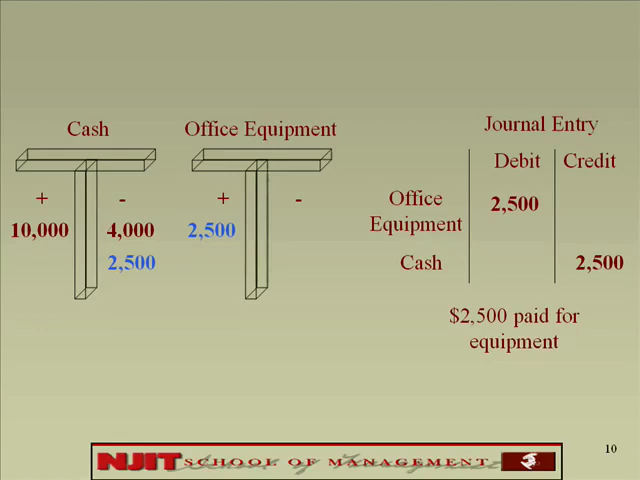 Cash
Office Equipment
Journal Entry
Debit Credit
+ - + -
10,000 4,000 2,500
2,500
Office Equipment 2,500
Cash 2,500
$2,500 paid for
equipment
10
NJIT SCHOOL OF MANAGEMENT